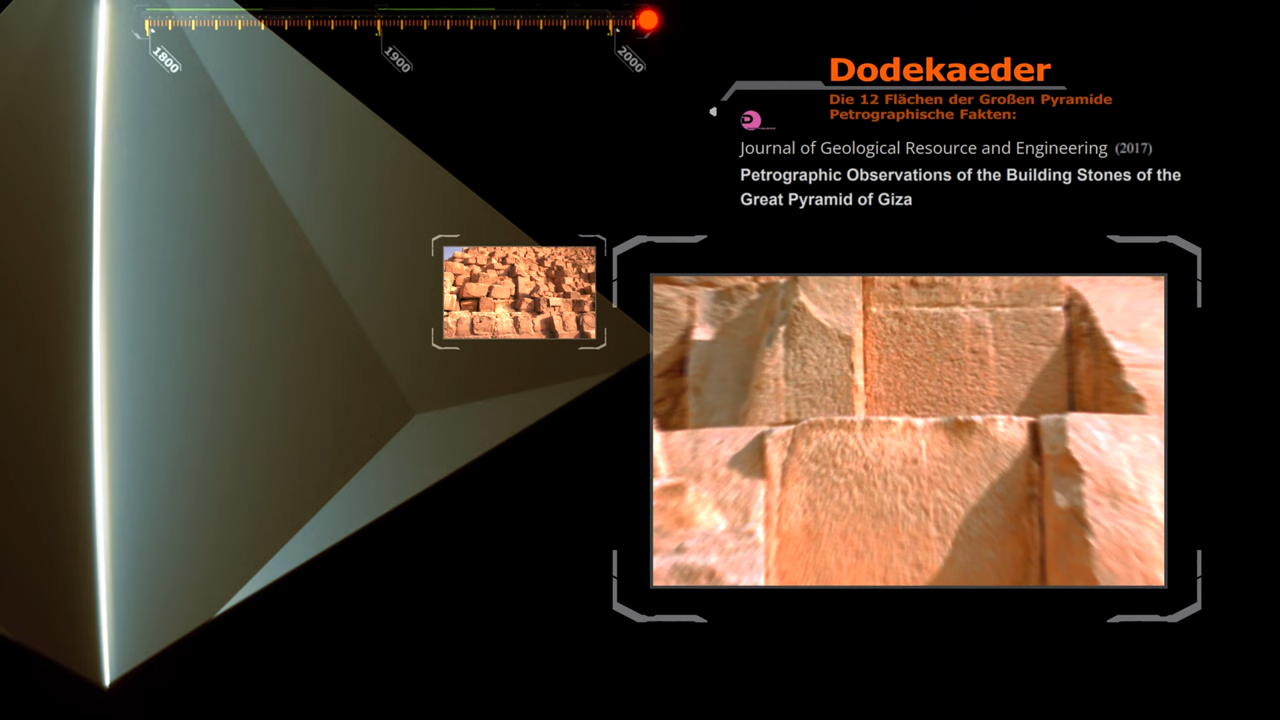 1800
1900
2000
Dodekaeder
Die 12 Flächen der Großen Pyramide
Petrographische Fakten:
D
Journal of Geological Resource and Engineering (2017)
Petrographic Observations of the Building Stones of the
Great Pyramid of Giza